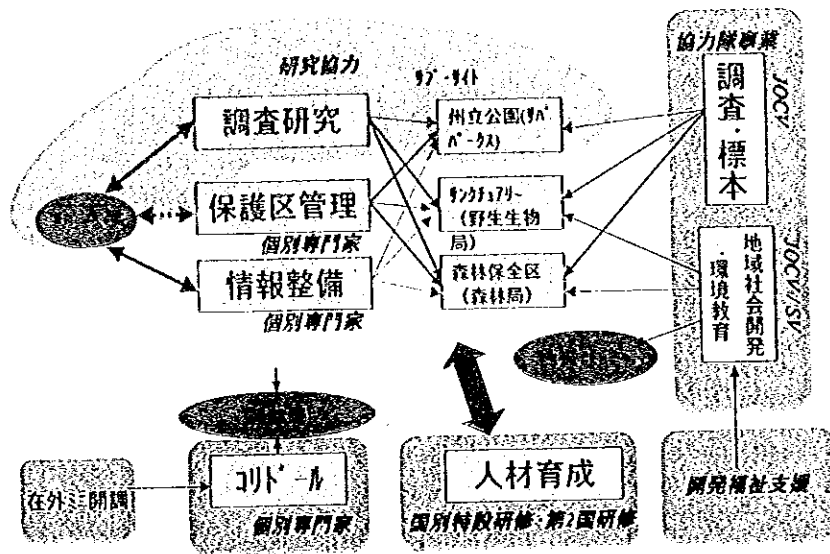 研究協力
ｻﾌﾞ･ｻｲﾄ
協力隊事業
JOCV
調査研究
州立公園(ｻﾊﾞ
ﾊﾟｰｸｽ)
調査・標本
保護区管理
個別専門家
ｻﾝｸﾁｭｱﾘｰ
(野生生物
局)
JOCV/SV
地域社会開発
・環境教育
情報整備
個別専門家
森林保全区
(森林局)
ｺﾘﾄﾞｰﾙ
個別専門家
人材育成
国別特設研修・第2国研修
開発福祉支援
在外